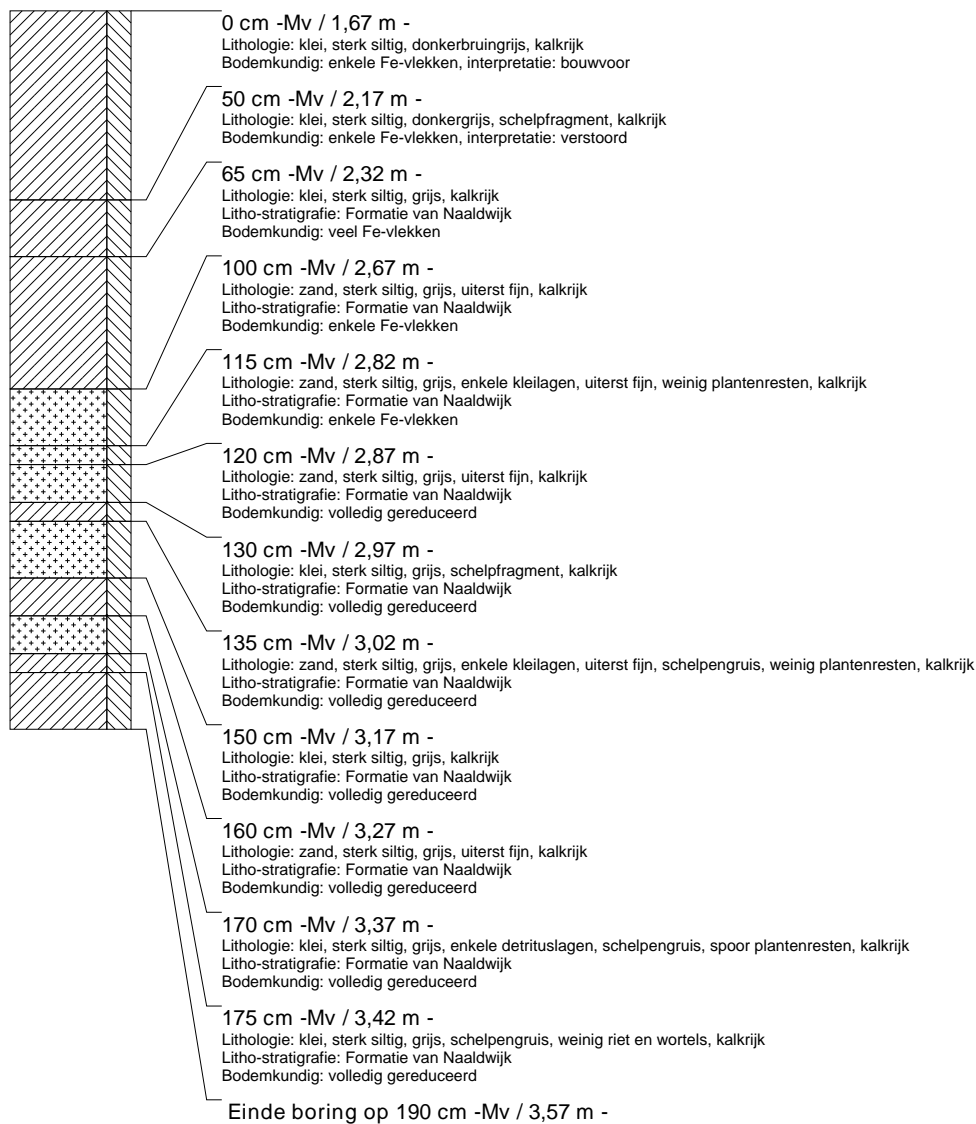 0 cm -Mv / 1,67 m -
Lithologie: klei, sterk siltig, donkerbruingrijs, kalkrijk
Bodemkundig: enkele Fe-vlekken, interpretatie: bouwvoor
50 cm -Mv / 2,17 m -
Lithologie: klei, sterk siltig, donkergrijs, schelpfragment, kalkrijk
Bodemkundig: enkele Fe-vlekken, interpretatie: verstoord
65 cm -Mv / 2,32 m -
Lithologie: klei, sterk siltig, grijs, kalkrijk
Litho-stratigrafie: Formatie van Naaldwijk
Bodemkundig: veel Fe-vlekken
100 cm -Mv / 2,67 m -
Lithologie: zand, sterk siltig, grijs, uiterst fijn, kalkrijk
Litho-stratigrafie: Formatie van Naaldwijk
Bodemkundig: enkele Fe-vlekken
115 cm -Mv / 2,82 m -
Lithologie: zand, sterk siltig, grijs, enkele kleilagen, uiterst fijn, weinig plantenresten, kalkrijk
Litho-stratigrafie: Formatie van Naaldwijk
Bodemkundig: enkele Fe-vlekken
120 cm -Mv / 2,87 m -
Lithologie: zand, sterk siltig, grijs, uiterst fijn, kalkrijk
Litho-stratigrafie: Formatie van Naaldwijk
Bodemkundig: volledig gereduceerd
130 cm -Mv / 2,97 m -
Lithologie: klei, sterk siltig, grijs, schelpfragment, kalkrijk
Litho-stratigrafie: Formatie van Naaldwijk
Bodemkundig: volledig gereduceerd
135 cm -Mv / 3,02 m -
Lithologie: zand, sterk siltig, grijs, enkele kleilagen, uiterst fijn, schelpengruis, weinig plantenresten, kalkrijk
Litho-stratigrafie: Formatie van Naaldwijk
Bodemkundig: volledig gereduceerd
150 cm -Mv / 3,17 m -
Lithologie: klei, sterk siltig, grijs, kalkrijk
Litho-stratigrafie: Formatie van Naaldwijk
Bodemkundig: volledig gereduceerd
160 cm -Mv / 3,27 m -
Lithologie: zand, sterk siltig, grijs, uiterst fijn, kalkrijk
Litho-stratigrafie: Formatie van Naaldwijk
Bodemkundig: volledig gereduceerd
170 cm -Mv / 3,37 m -
Lithologie: klei, sterk siltig, grijs, enkele detrituslagen, schelpengruis, spoor plantenresten, kalkrijk
Litho-stratigrafie: Formatie van Naaldwijk
Bodemkundig: volledig gereduceerd
175 cm -Mv / 3,42 m -
Lithologie: klei, sterk siltig, grijs, schelpengruis, weinig riet en wortels, kalkrijk
Litho-stratigrafie: Formatie van Naaldwijk
Bodemkundig: volledig gereduceerd
Einde boring op 190 cm -Mv / 3,57 m -